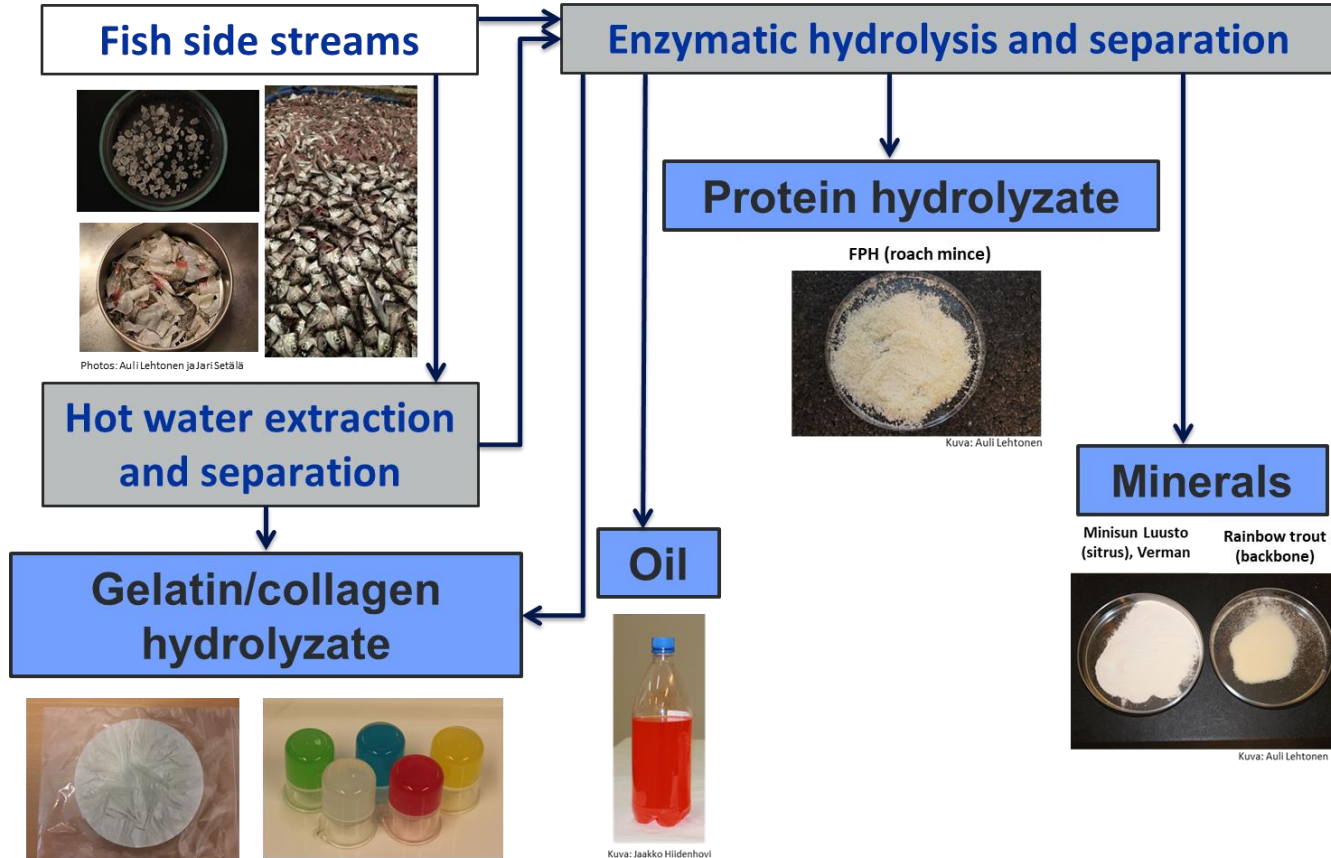 Fish side streams
Enzymatic hydrolysis and separation
Photos: Auli Lehtonen ja Jari Setälä
Protein hydrolyzate
FPH (roach mince)
Kuva: Auli Lehtonen
Hot water extraction
and separation
Minerals
Minisun Luusto
(sitrus), Verman
Rainbow trout
(backbone)
Kuva: Auli Lehtonen
Oil
Kuva: Jaakko Hiidenhovi
Gelatin/collagen
hydrolyzate